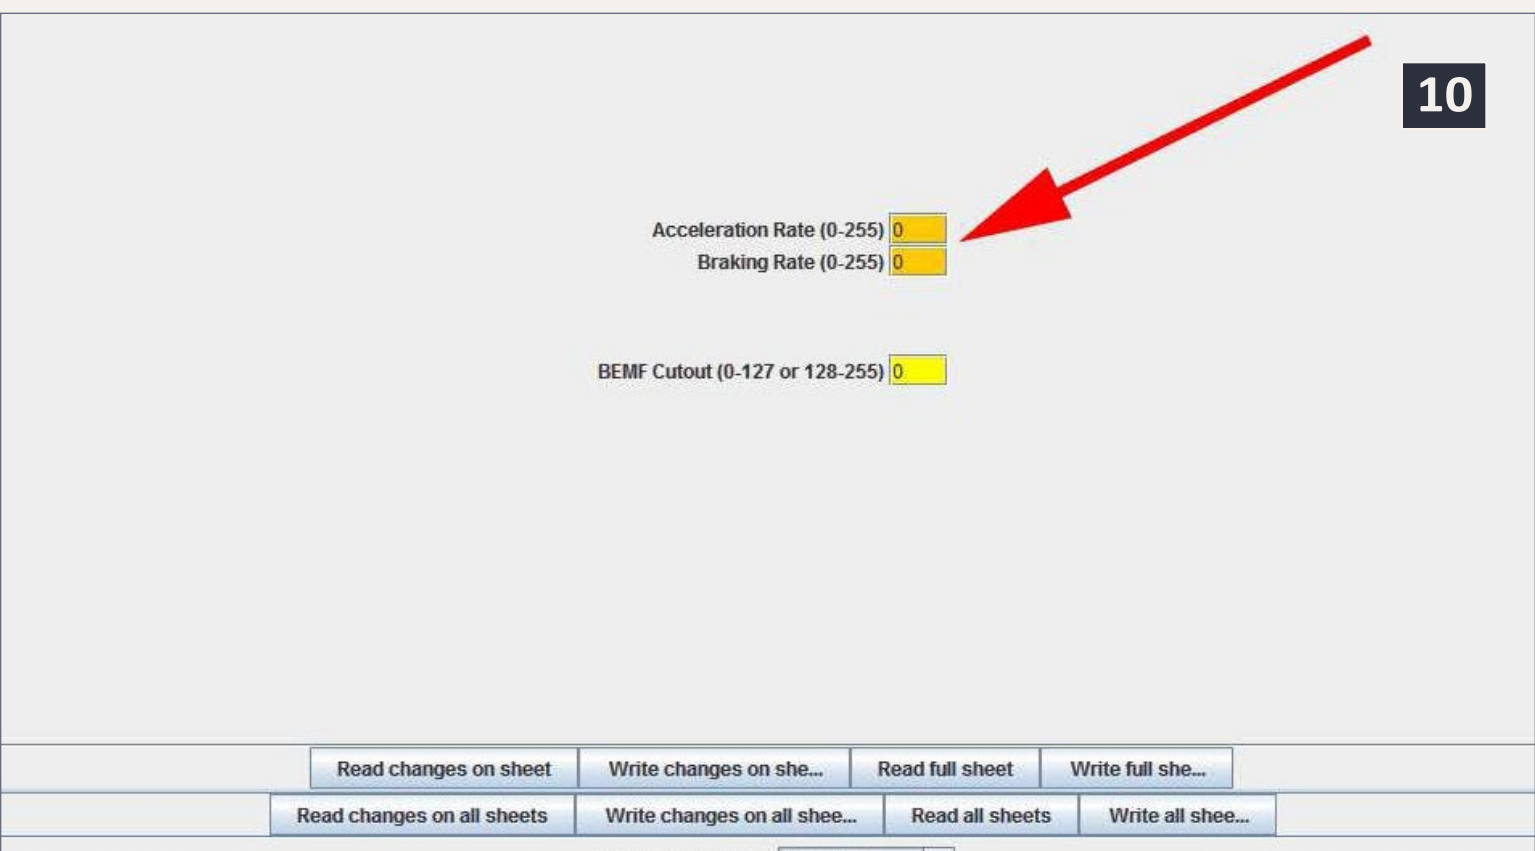 10
Acceleration Rate (0-255) 0
Braking Rate (0-255) 0
BEMF Cutout (0-127 or 128-255) 0
Read changes on sheet Write changes on she... Read full sheet Write full she...
Read changes on all sheets Write changes on all shee... Read all sheets Write all shee...